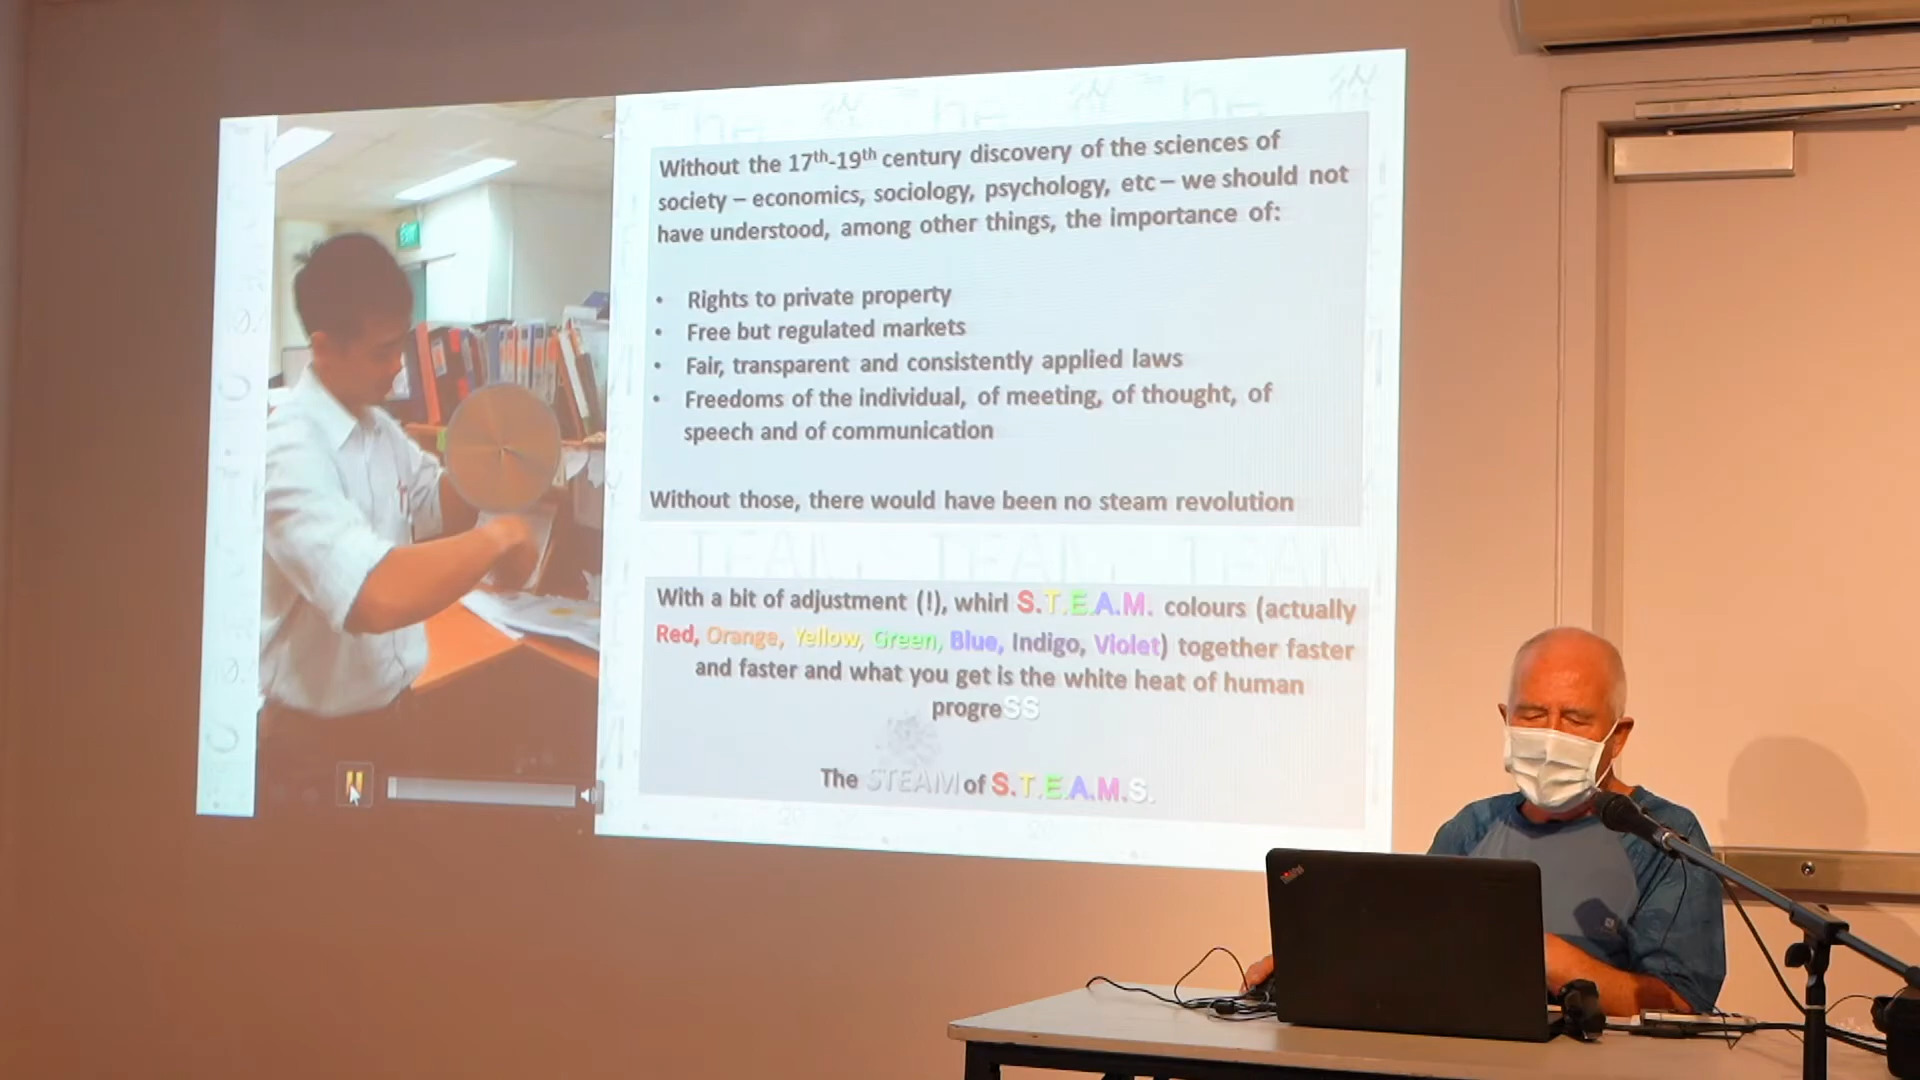 EXIT
Without the 17th-19th century discovery of the sciences of
society – economics, sociology, psychology, etc – we should not
have understood, among other things, the importance of:
• Rights to private property
• Free but regulated markets
• Fair, transparent and consistently applied laws
• Freedoms of the individual, of meeting, of thought, of
speech and of communication
Without those, there would have been no steam revolution
With a bit of adjustment (!), whirl S.T.E.A.M. colours (actually
Red, Orange, Yellow, Green, Blue, Indigo, Violet) together faster
and faster and what you get is the white heat of human
progreSS
The STEAM of S.T.E.A.M.S.
ThinkPad